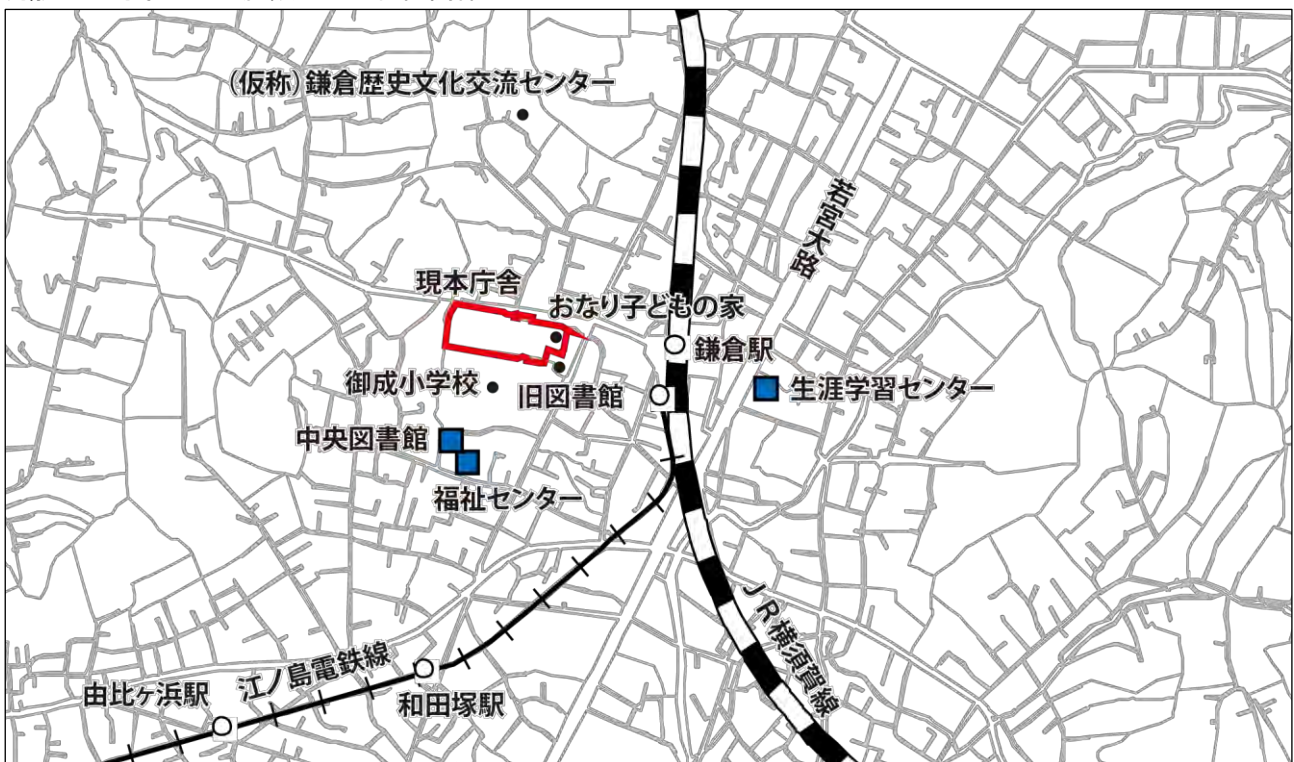 （仮称）鎌倉歴史文化交流センター
若宮大路
現本庁舎
おなり子どもの家
鎌倉駅
御成小学校
旧図書館
生涯学習センター
中央図書館
福祉センター
ＪＲ横須賀線
江ノ島電鉄線
由比ヶ浜駅
和田塚駅